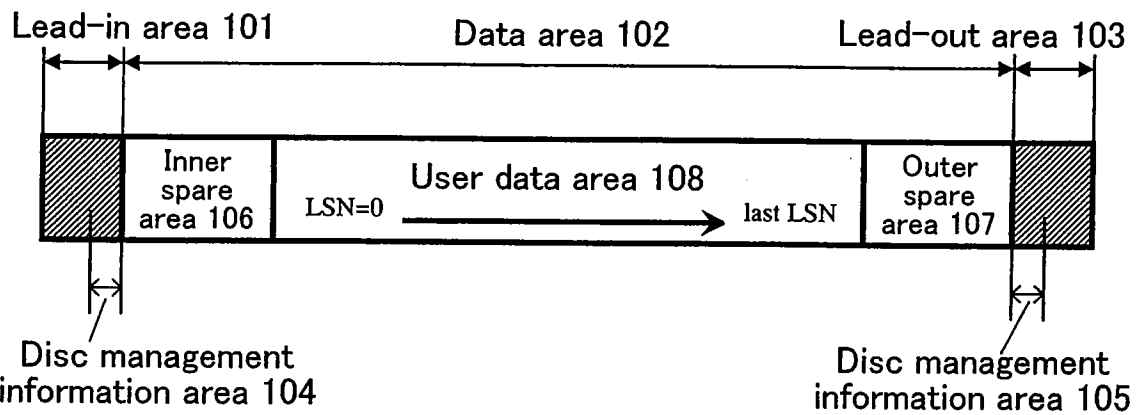 Lead-in area 101
Data area 102
Lead-out area 103
Inner
spare
area 106
User data area 108
LSN=0
last LSN
Outer
spare
area 107
Disc management
information area 104
Disc management
information area 105